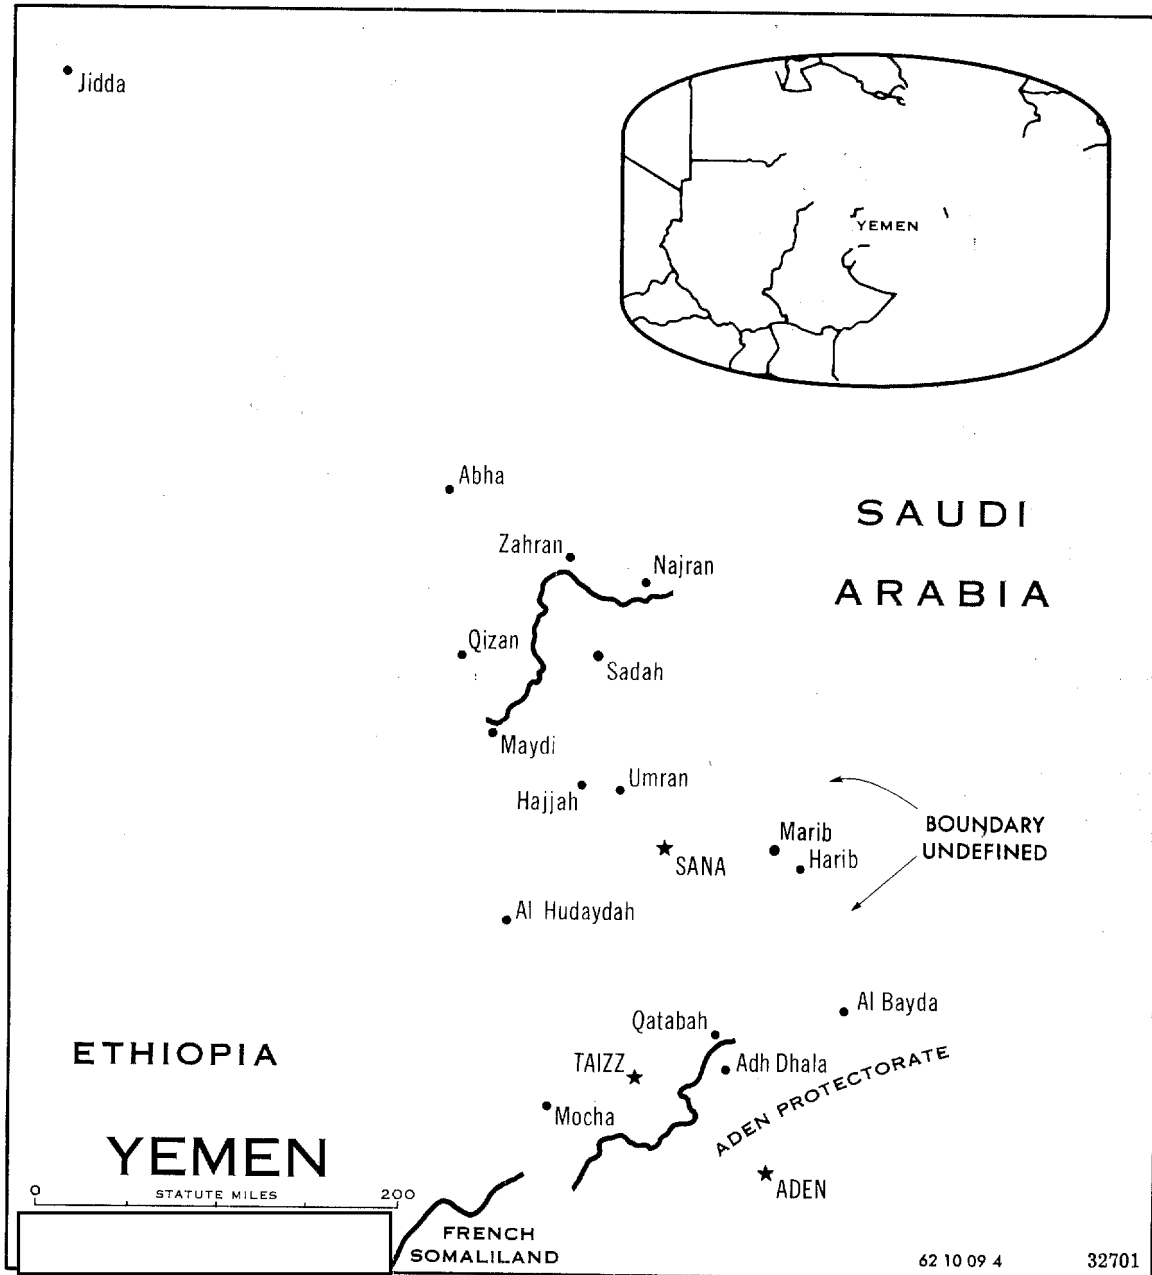 Jidda
YEMEN
Abha
SAUDI
ARABIA
Zahran
Najran
Qizan
Sadah
Maydi
Umran
Hajjah
BOUNDARY
UNDEFINED
Marib
Harib
SANA
Al Hudaydah
Al Bayda
Qatabah
ETHIOPIA
TAIZZ
Adh Dhala
ADEN PROTECTORATE
Mocha
YEMEN
ADEN
0 STATUTE MILES 200
FRENCH
SOMALILAND
62 10 09 4 32701